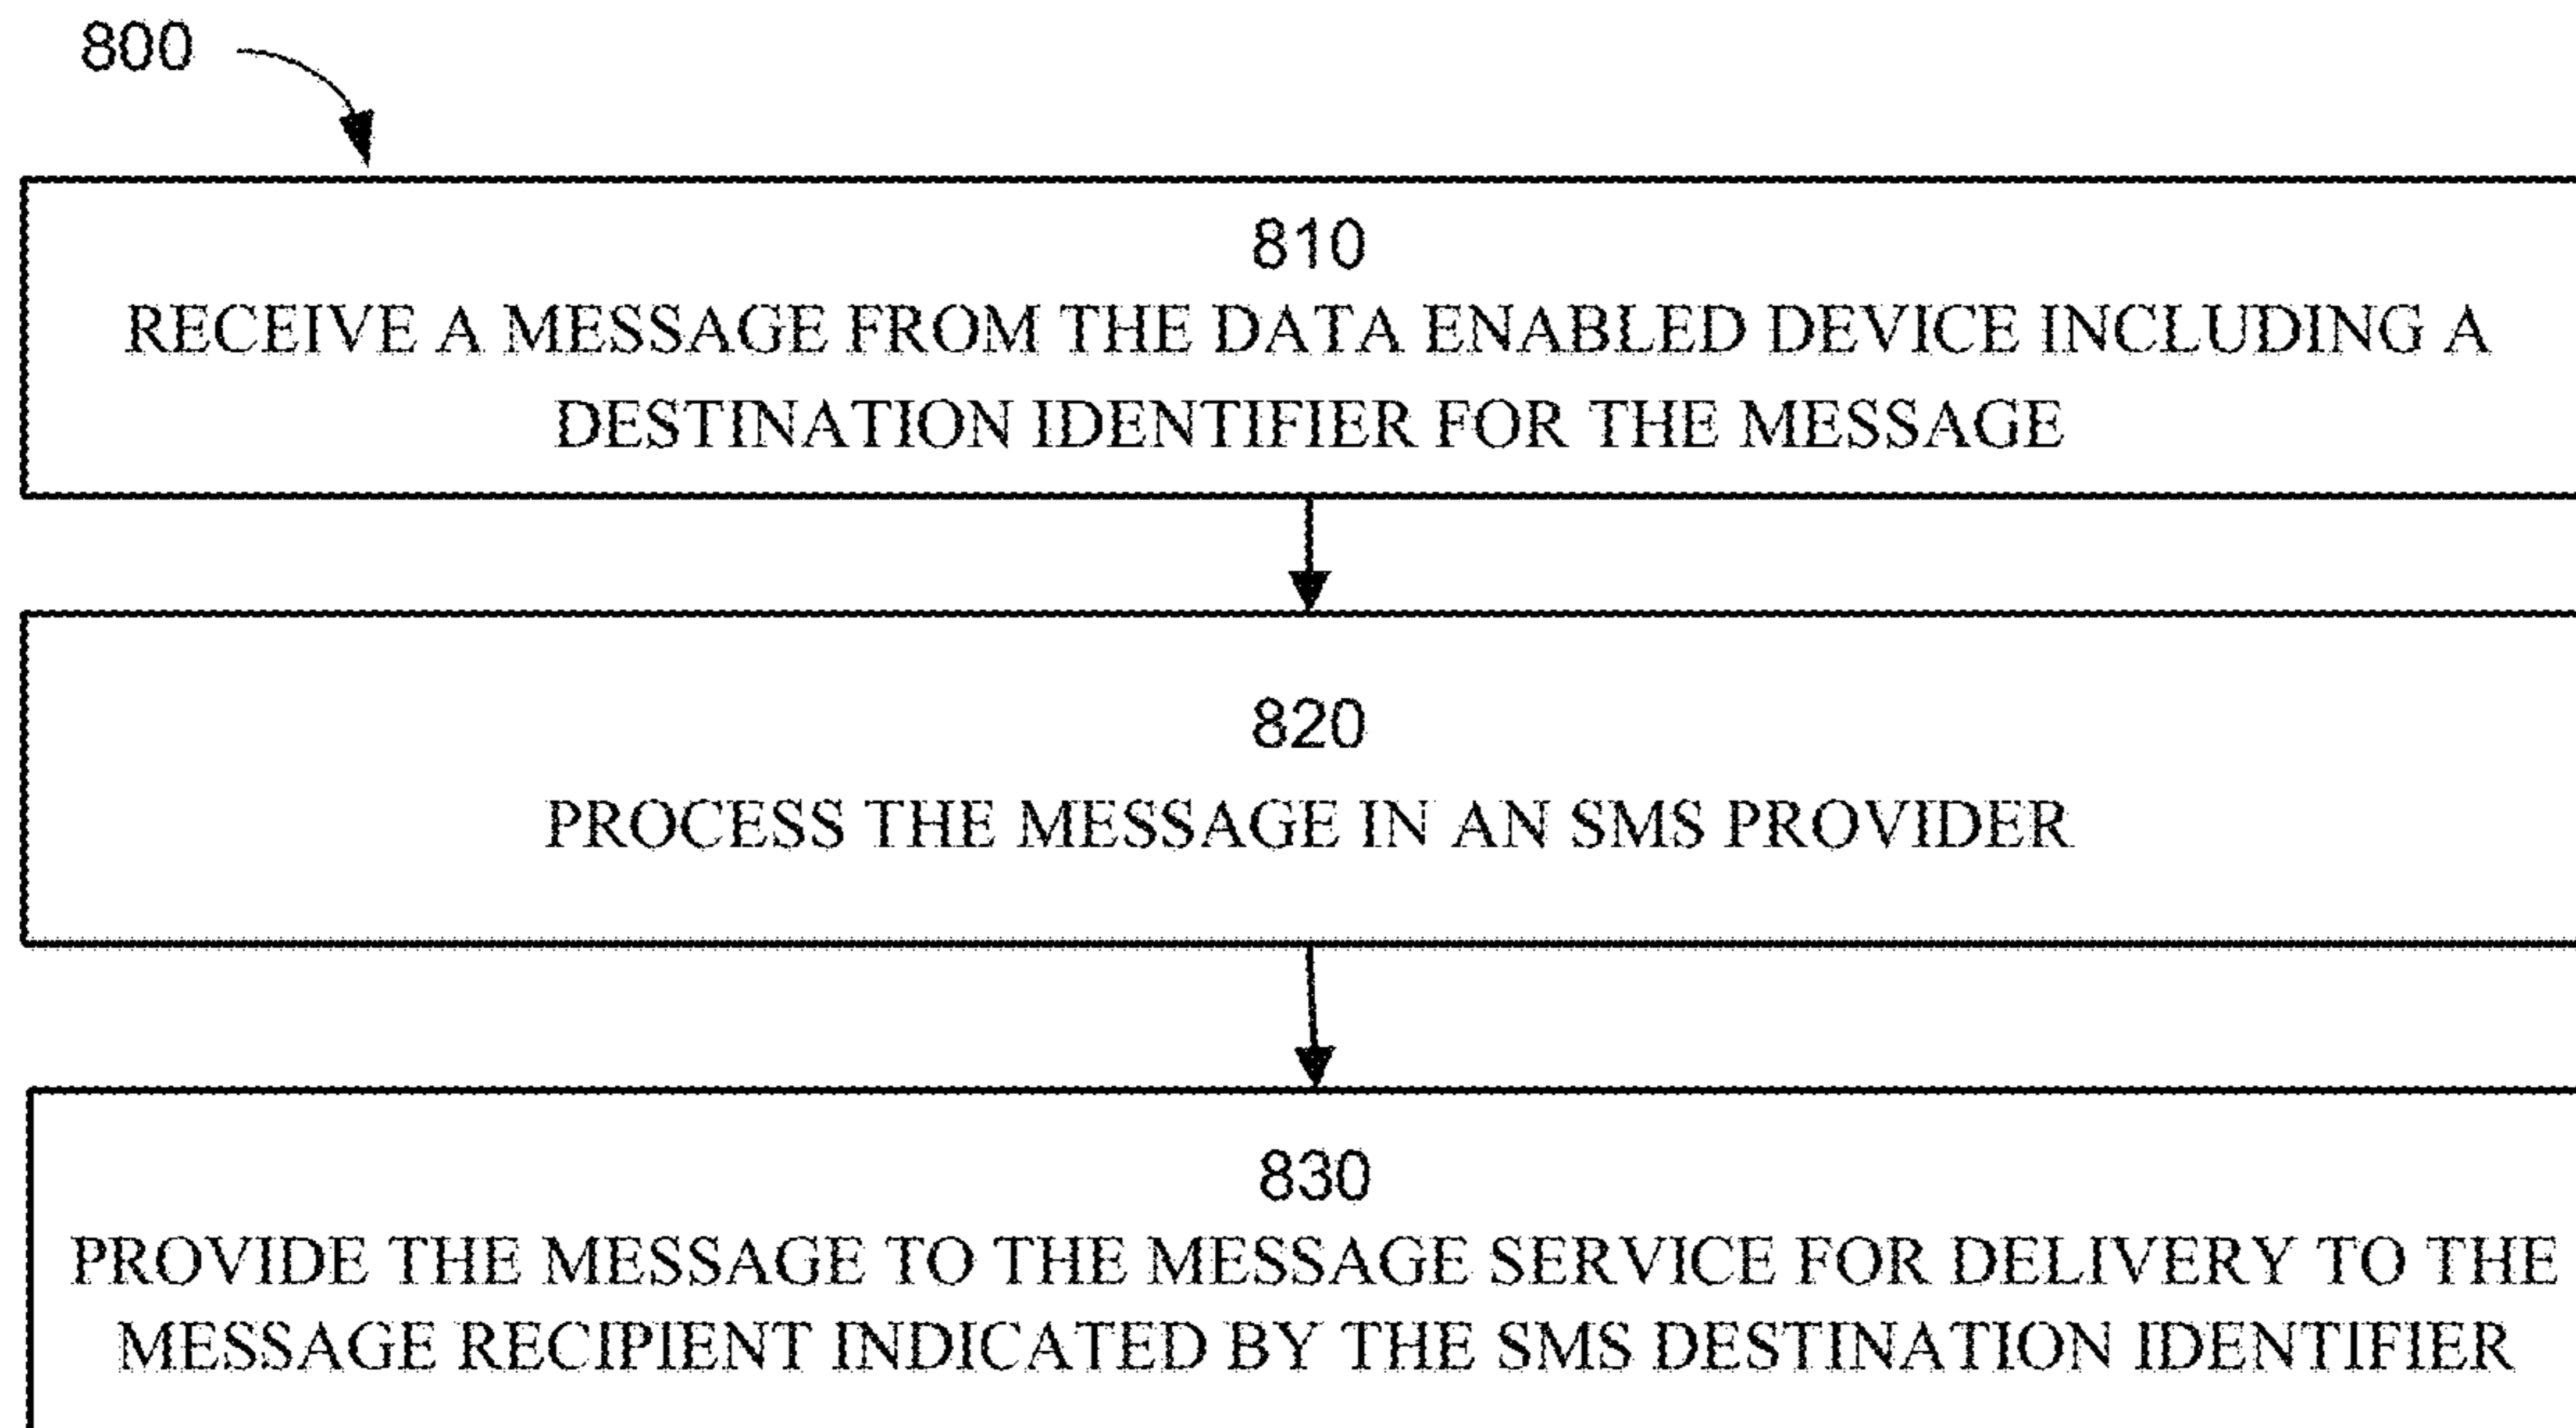 800
810
RECEIVE A MESSAGE FROM THE DATA ENABLED DEVICE INCLUDING A
DESTINATION IDENTIFIER FOR THE MESSAGE
820
PROCESS THE MESSAGE IN AN SMS PROVIDER
830
PROVIDE THE MESSAGE TO THE MESSAGE SERVICE FOR DELIVERY TO THE
MESSAGE RECIPIENT INDICATED BY THE SMS DESTINATION IDENTIFIER